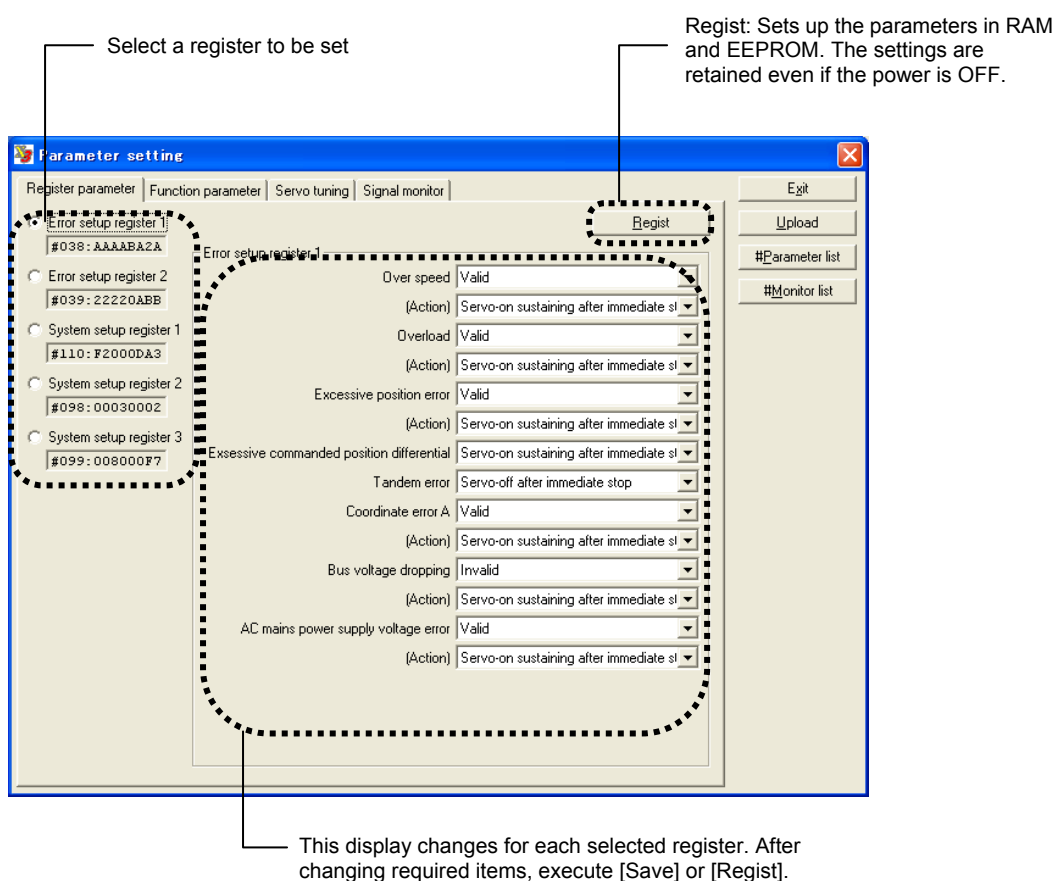 Select a register to be set
Regist: Sets up the parameters in RAM
and EEPROM. The settings are
retained even if the power is OFF.
Parameter setting
Register parameter
Function parameter
Servo tuning
Signal monitor
Exit
Upload
#Parameter list
#Monitor list
Regist
Error setup register 1
#038:AAAABA2A
Error setup register 2
#039:22220ABB
System setup register 1
#110:F2000DA3
System setup register 2
#098:00030002
System setup register 3
#099:008000F7
Error setup register 1
Over speed Valid
(Action) Servo-on sustaining after immediate st
Overload Valid
(Action) Servo-on sustaining after immediate st
Excessive position error Valid
(Action) Servo-on sustaining after immediate st
Exsessive commanded position differential Servo-on sustaining after immediate st
Tandem error Servo-off after immediate stop
Coordinate error A Valid
(Action) Servo-on sustaining after immediate st
Bus voltage dropping Invalid
(Action) Servo-on sustaining after immediate st
AC mains power supply voltage error Valid
(Action) Servo-on sustaining after immediate st
This display changes for each selected register. After
changing required items, execute [Save] or [Regist].